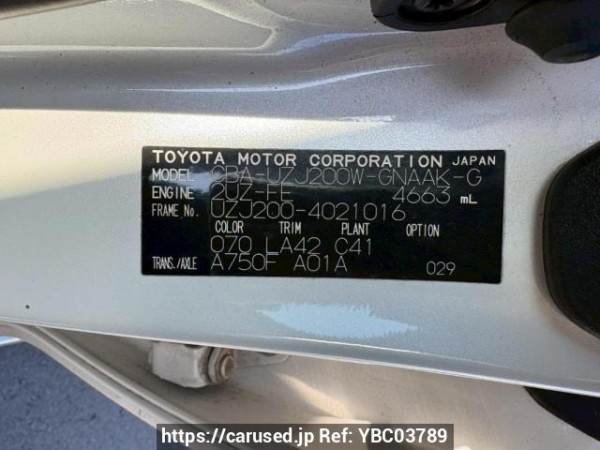 TOYOTA MOTOR CORPORATION JAPAN
MODEL CBA-UZJ200W-GNAAK-G
ENGINE 2UZ-FE 4663 mL
FRAME No. UZJ200-4021016
COLOR TRIM PLANT OPTION
070 LA42 C41
TRANS./AXLE A750F A01A 029
https://carused.jp Ref: YBC03789